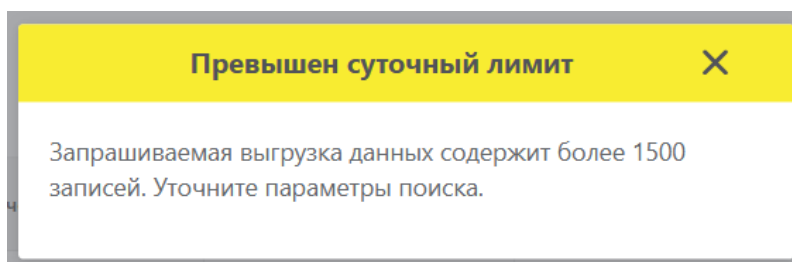 Превышен суточный лимит
Запрашиваемая выгрузка данных содержит более 1500
записей. Уточните параметры поиска.
ч